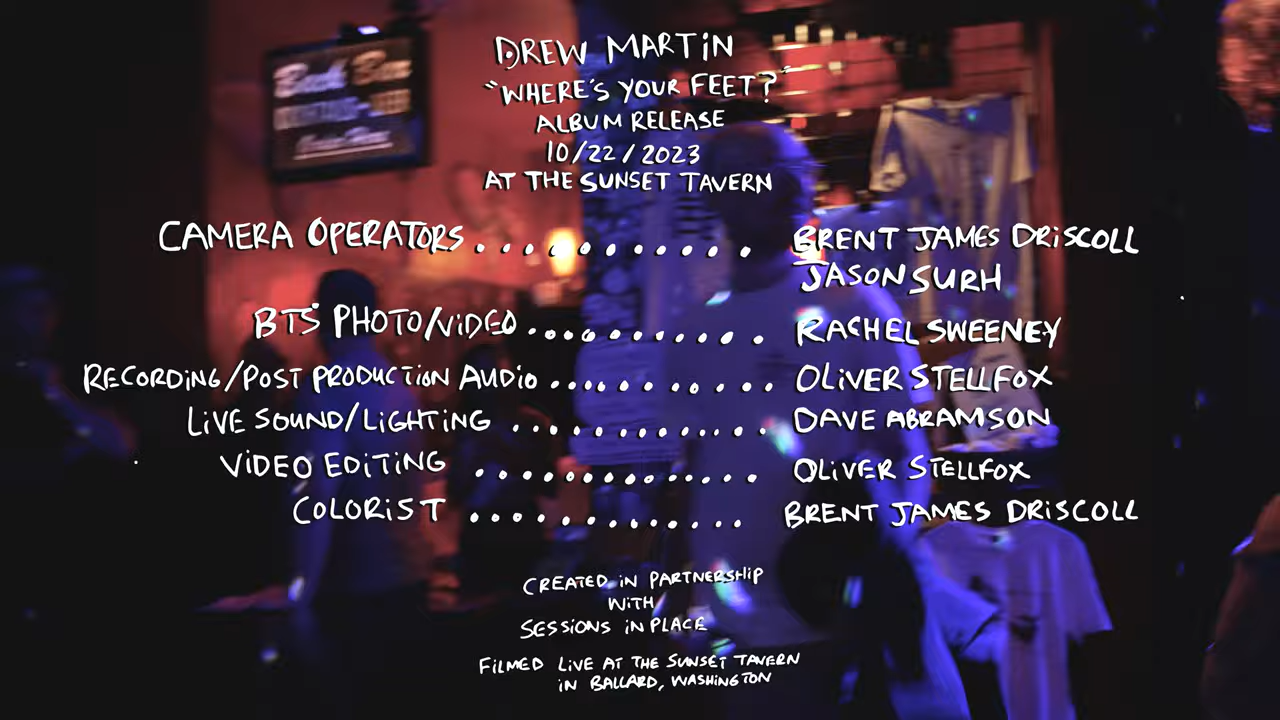 DREW MARTIN
"WHERE'S YOUR FEET?"
ALBUM RELEASE
10/22/2023
AT THE SUNSET TAVERN
CAMERA OPERATORS ........... BRENT JAMES DRISCOLL
JASON SURH
BTS PHOTO/VIDEO ........... RACHEL SWEENEY
RECORDING/POST PRODUCTION AUDIO ........... OLIVER STELLFOX
LIVE SOUND/LIGHTING ............ DAVE ABRAMSON
VIDEO EDITING ............. OLIVER STELLFOX
COLORIST ............. BRENT JAMES DRISCOLL
CREATED IN PARTNERSHIP
WITH
SESSIONS IN PLACE
FILMED LIVE AT THE SUNSET TAVERN
IN BALLARD, WASHINGTON